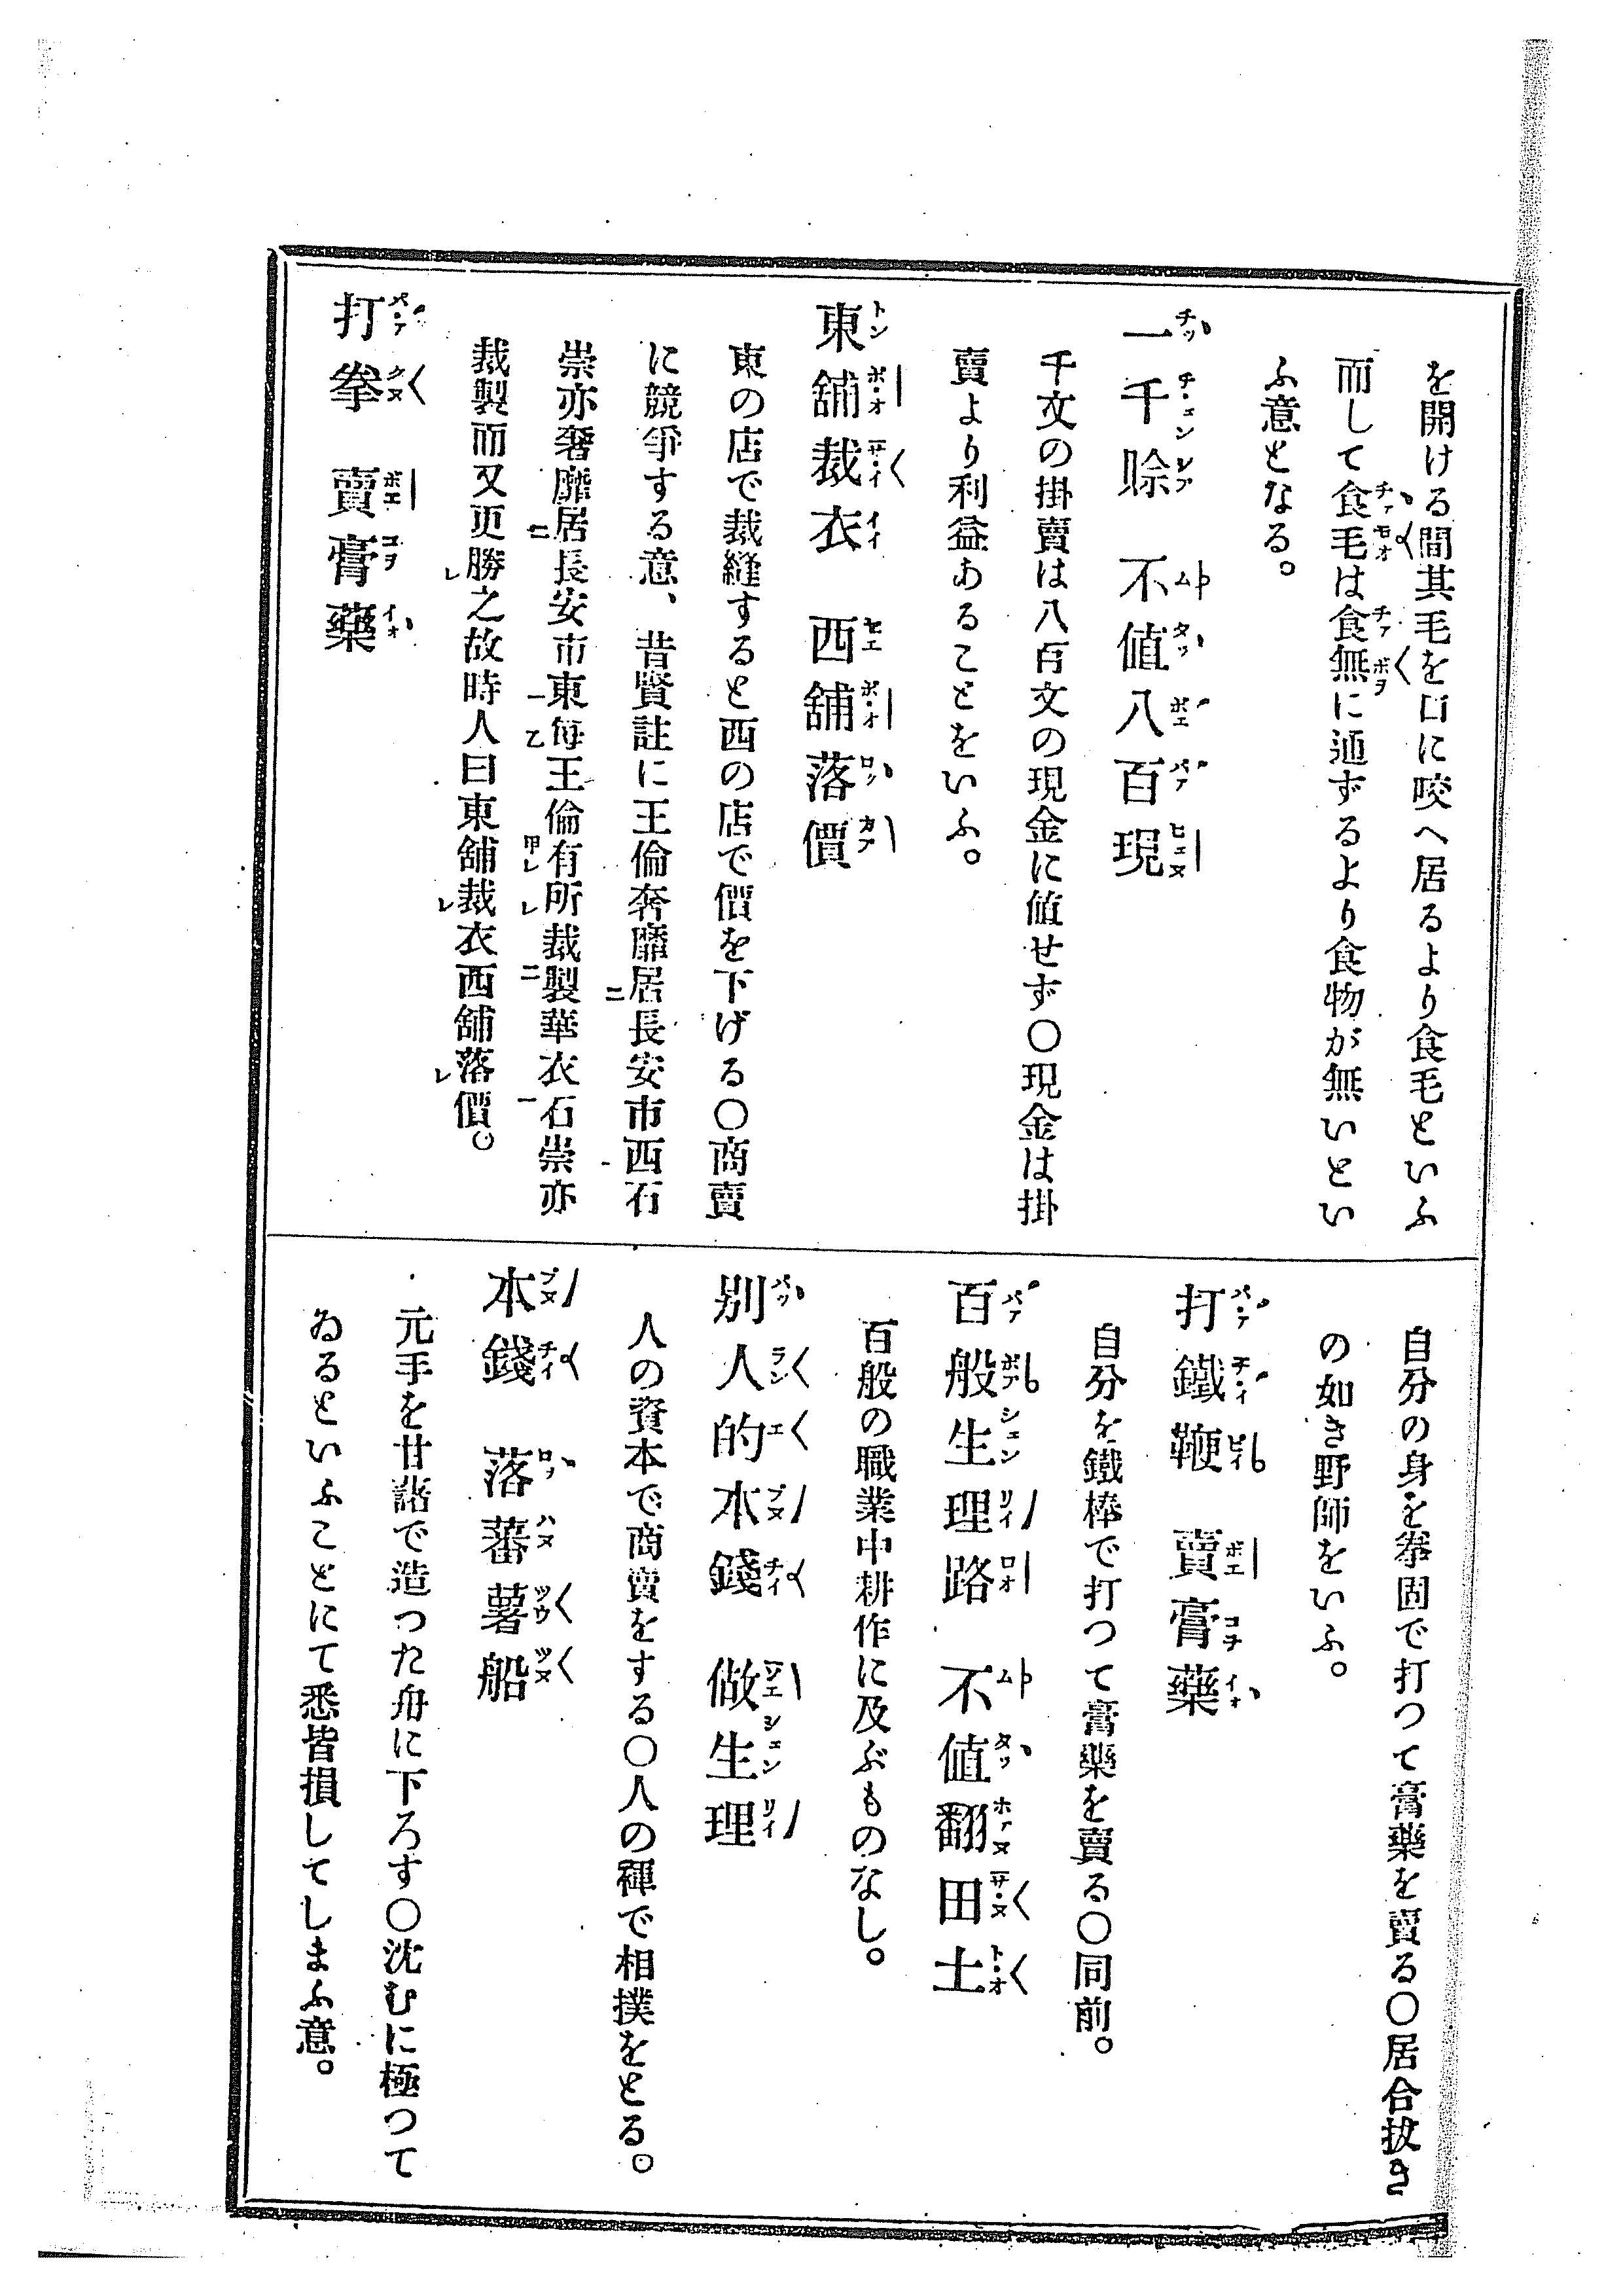 を開ける間其毛を口に咬へ居るより食毛といふ
而して食毛は食無に通ずるより食物が無いとい
ふ意となる。
一千賒　不値八百現
千文の掛賣は八百文の現金に値せず〇現金は掛
賣より利益あることをいふ。
東舖裁衣　西舖落價
東の店で裁縫すると西の店で價を下げる〇商賣
に競爭する意、昔賢註に王倫奢靡居長安市西石
崇亦奢靡居長安市東毎王倫有所裁製華衣石崇亦
裁製而又更勝之故時人曰東舖裁衣西舖落價。
打拳　賣膏藥
自分の身を拳固で打つて膏藥を賣る〇居合拔き
の如き野師をいふ。
打鐵鞭　賣膏藥
自分を鐵棒で打つて膏藥を賣る〇同前。
百般生理路　不値翻田土
百般の職業中耕作に及ぶものなし。
別人的本錢　做生理
人の資本で商賣をする〇人の褌で相撲をとる。
本錢　落蕃薯船
元手を甘諸で造つた舟に下ろす〇沈むに極つて
ゐるといふことにて悉皆損してしまふ意。